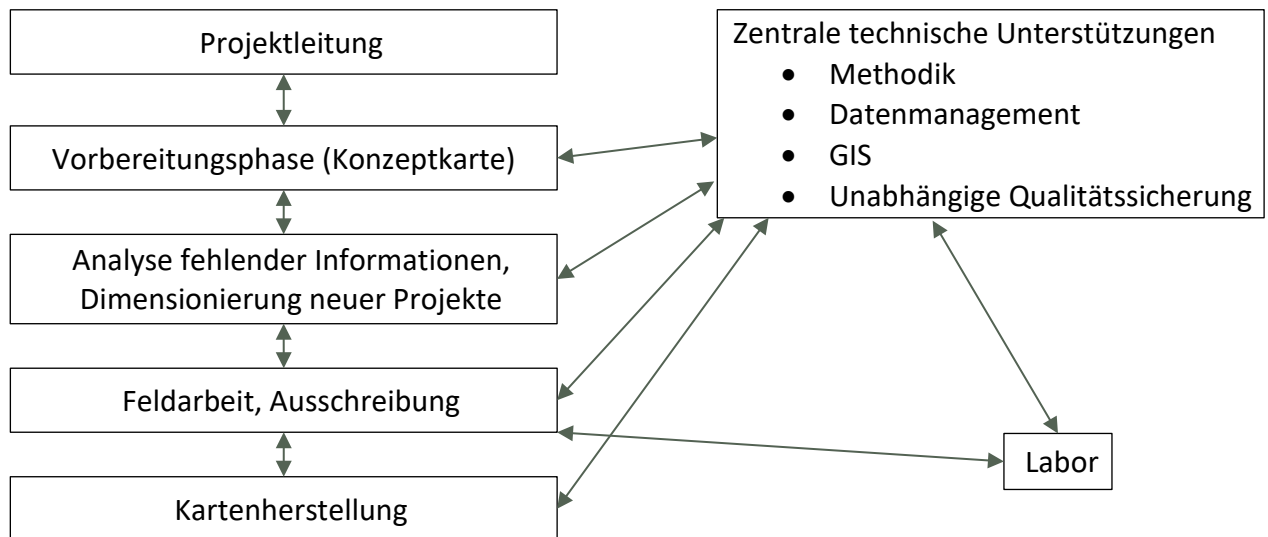 Projektleitung
Vorbereitungsphase (Konzeptkarte)
Analyse fehlender Informationen,
Dimensionierung neuer Projekte
Feldarbeit, Ausschreibung
Kartenherstellung
Zentrale technische Unterstützungen
• Methodik
• Datenmanagement
• GIS
• Unabhängige Qualitätssicherung
Labor